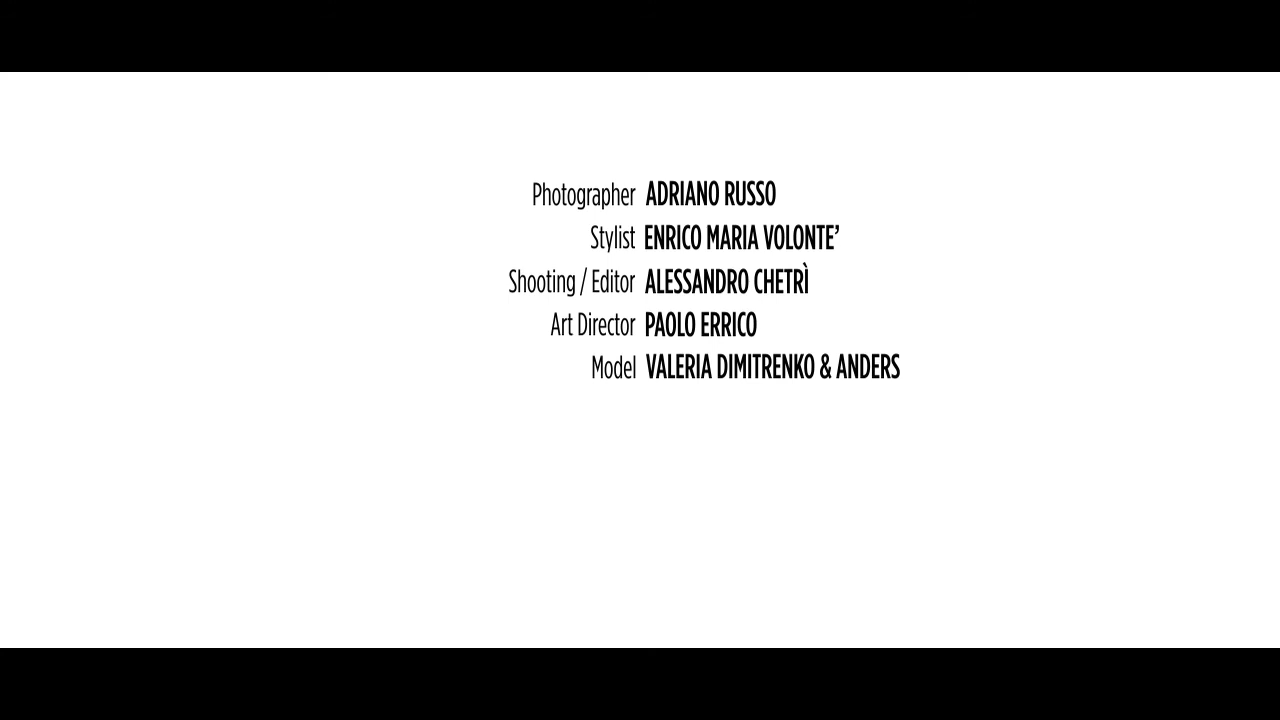 Photographer ADRIANO RUSSO
Stylist ENRICO MARIA VOLONTE’
Shooting / Editor ALESSANDRO CHETRÌ
Art Director PAOLO ERRICO
Model VALERIA DIMITRENKO & ANDERS